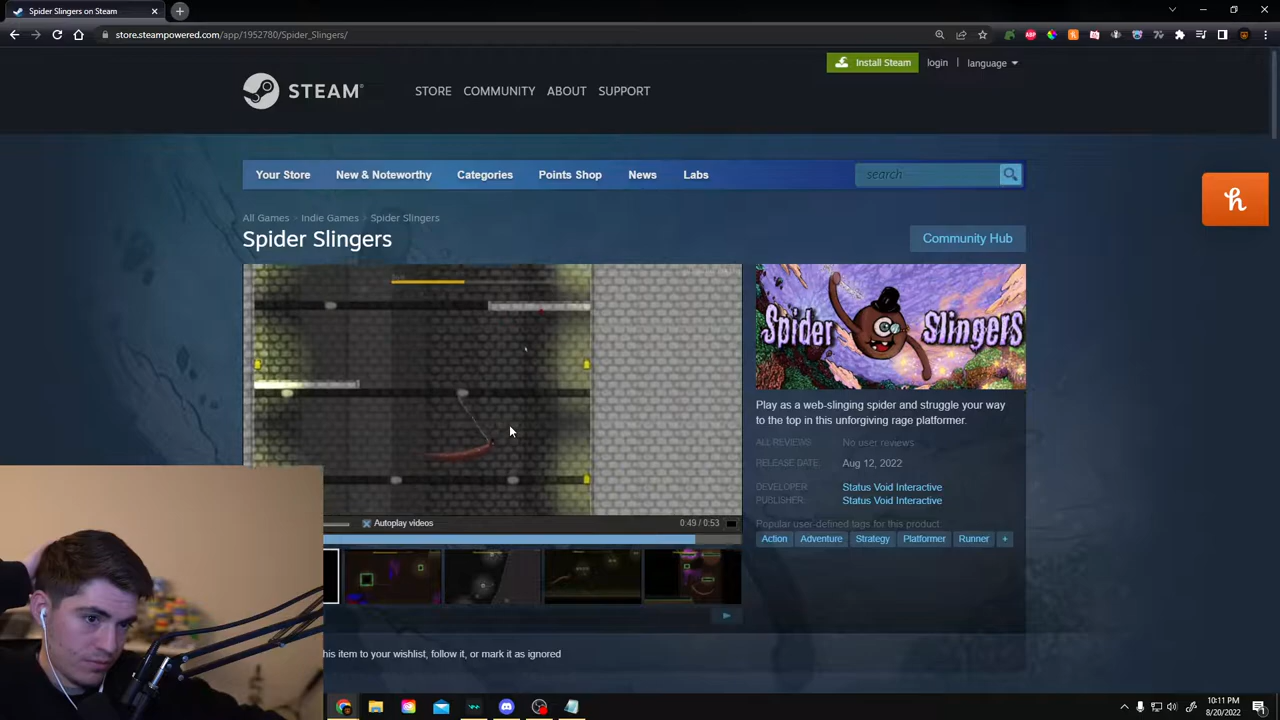 Spider Slingers on Steam
store.steampowered.com/app/1952780/Spider_Slingers/
Install Steam login | language
STEAM®
STORE COMMUNITY ABOUT SUPPORT
Your Store New & Noteworthy Categories Points Shop News Labs search
All Games > Indie Games > Spider Slingers
Spider Slingers
Community Hub
Spider Slingers
Play as a web-slinging spider and struggle your way
to the top in this unforgiving rage platformer.
ALL REVIEWS: No user reviews
RELEASE DATE: Aug 12, 2022
DEVELOPER: Status Void Interactive
PUBLISHER: Status Void Interactive
Popular user-defined tags for this product:
Action Adventure Strategy Platformer Runner +
Autoplay videos 0:49 / 0:53
his item to your wishlist, follow it, or mark it as ignored
10:11 PM
8/20/2022